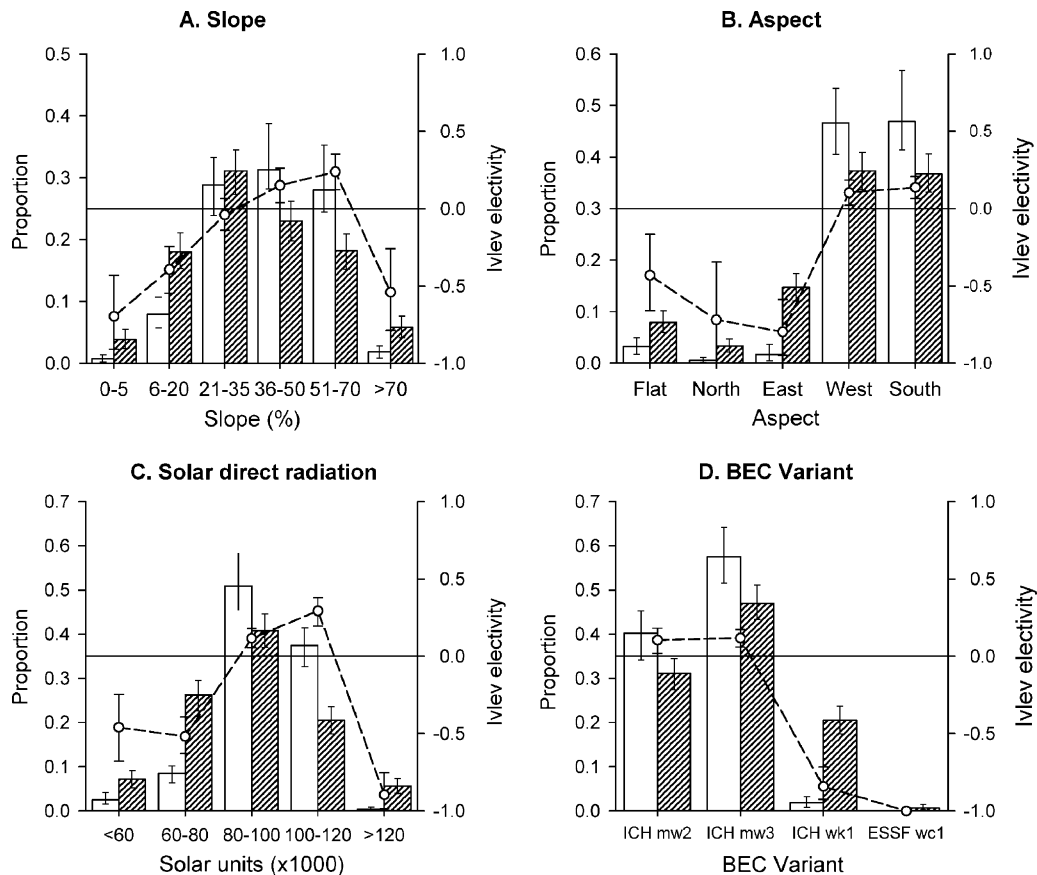 A. Slope
0.5
0.4
0.3
0.2
0.1
0.0
Proportion
1.0
0.5
0.0
-0.5
-1.0
Ivlev electivity
0-5 6-20 21-35 36-50 51-70 >70
Slope (%)
B. Aspect
0.6
0.5
0.4
0.3
0.2
0.1
0.0
Proportion
1.0
0.5
0.0
-0.5
-1.0
Ivlev electivity
Flat North East West South
Aspect
C. Solar direct radiation
0.7
0.6
0.5
0.4
0.3
0.2
0.1
0.0
Proportion
1.0
0.5
0.0
-0.5
-1.0
Ivlev electivity
<60 60-80 80-100 100-120 >120
Solar units (x1000)
D. BEC Variant
0.7
0.6
0.5
0.4
0.3
0.2
0.1
0.0
Proportion
1.0
0.5
0.0
-0.5
-1.0
Ivlev electivity
ICH mw2 ICH mw3 ICH wk1 ESSF wc1
BEC Variant